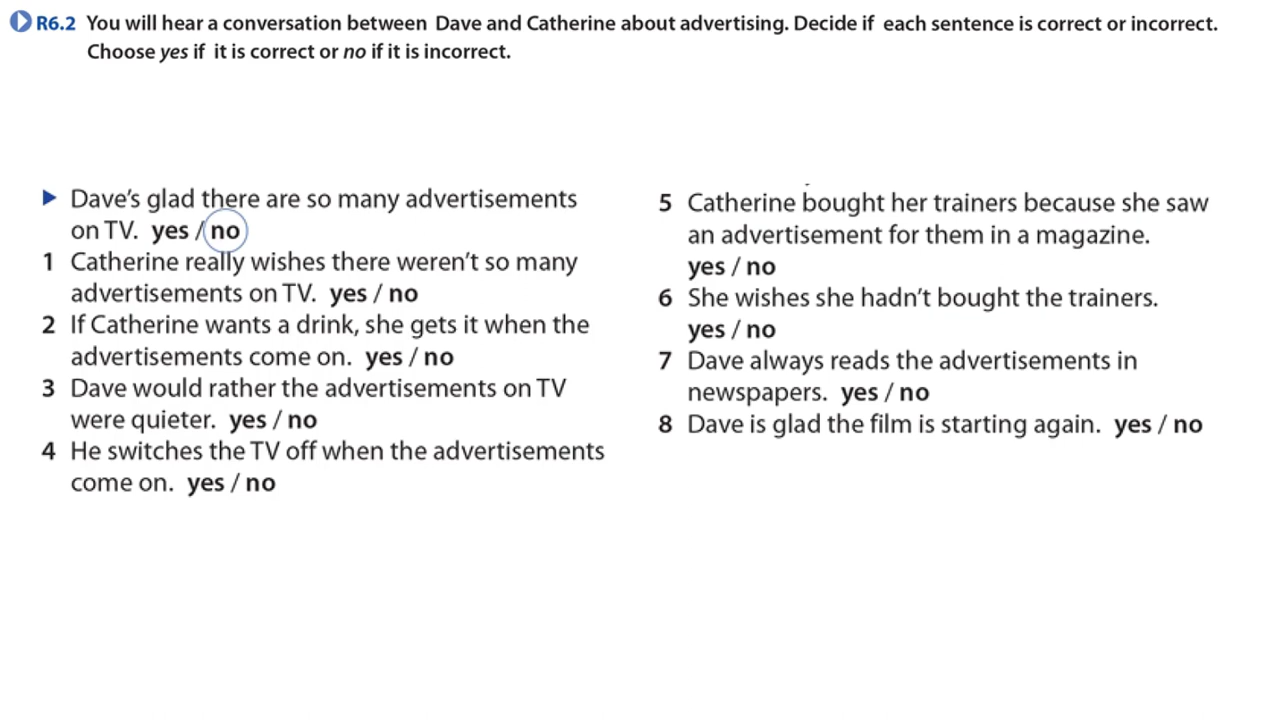 R6.2 You will hear a conversation between Dave and Catherine about advertising. Decide if each sentence is correct or incorrect.
Choose yes if it is correct or no if it is incorrect.
Dave's glad there are so many advertisements
on TV. yes / no
1 Catherine really wishes there weren't so many
advertisements on TV. yes / no
2 If Catherine wants a drink, she gets it when the
advertisements come on. yes / no
3 Dave would rather the advertisements on TV
were quieter. yes / no
4 He switches the TV off when the advertisements
come on. yes / no
5 Catherine bought her trainers because she saw
an advertisement for them in a magazine.
yes / no
6 She wishes she hadn't bought the trainers.
yes / no
7 Dave always reads the advertisements in
newspapers. yes / no
8 Dave is glad the film is starting again. yes / no